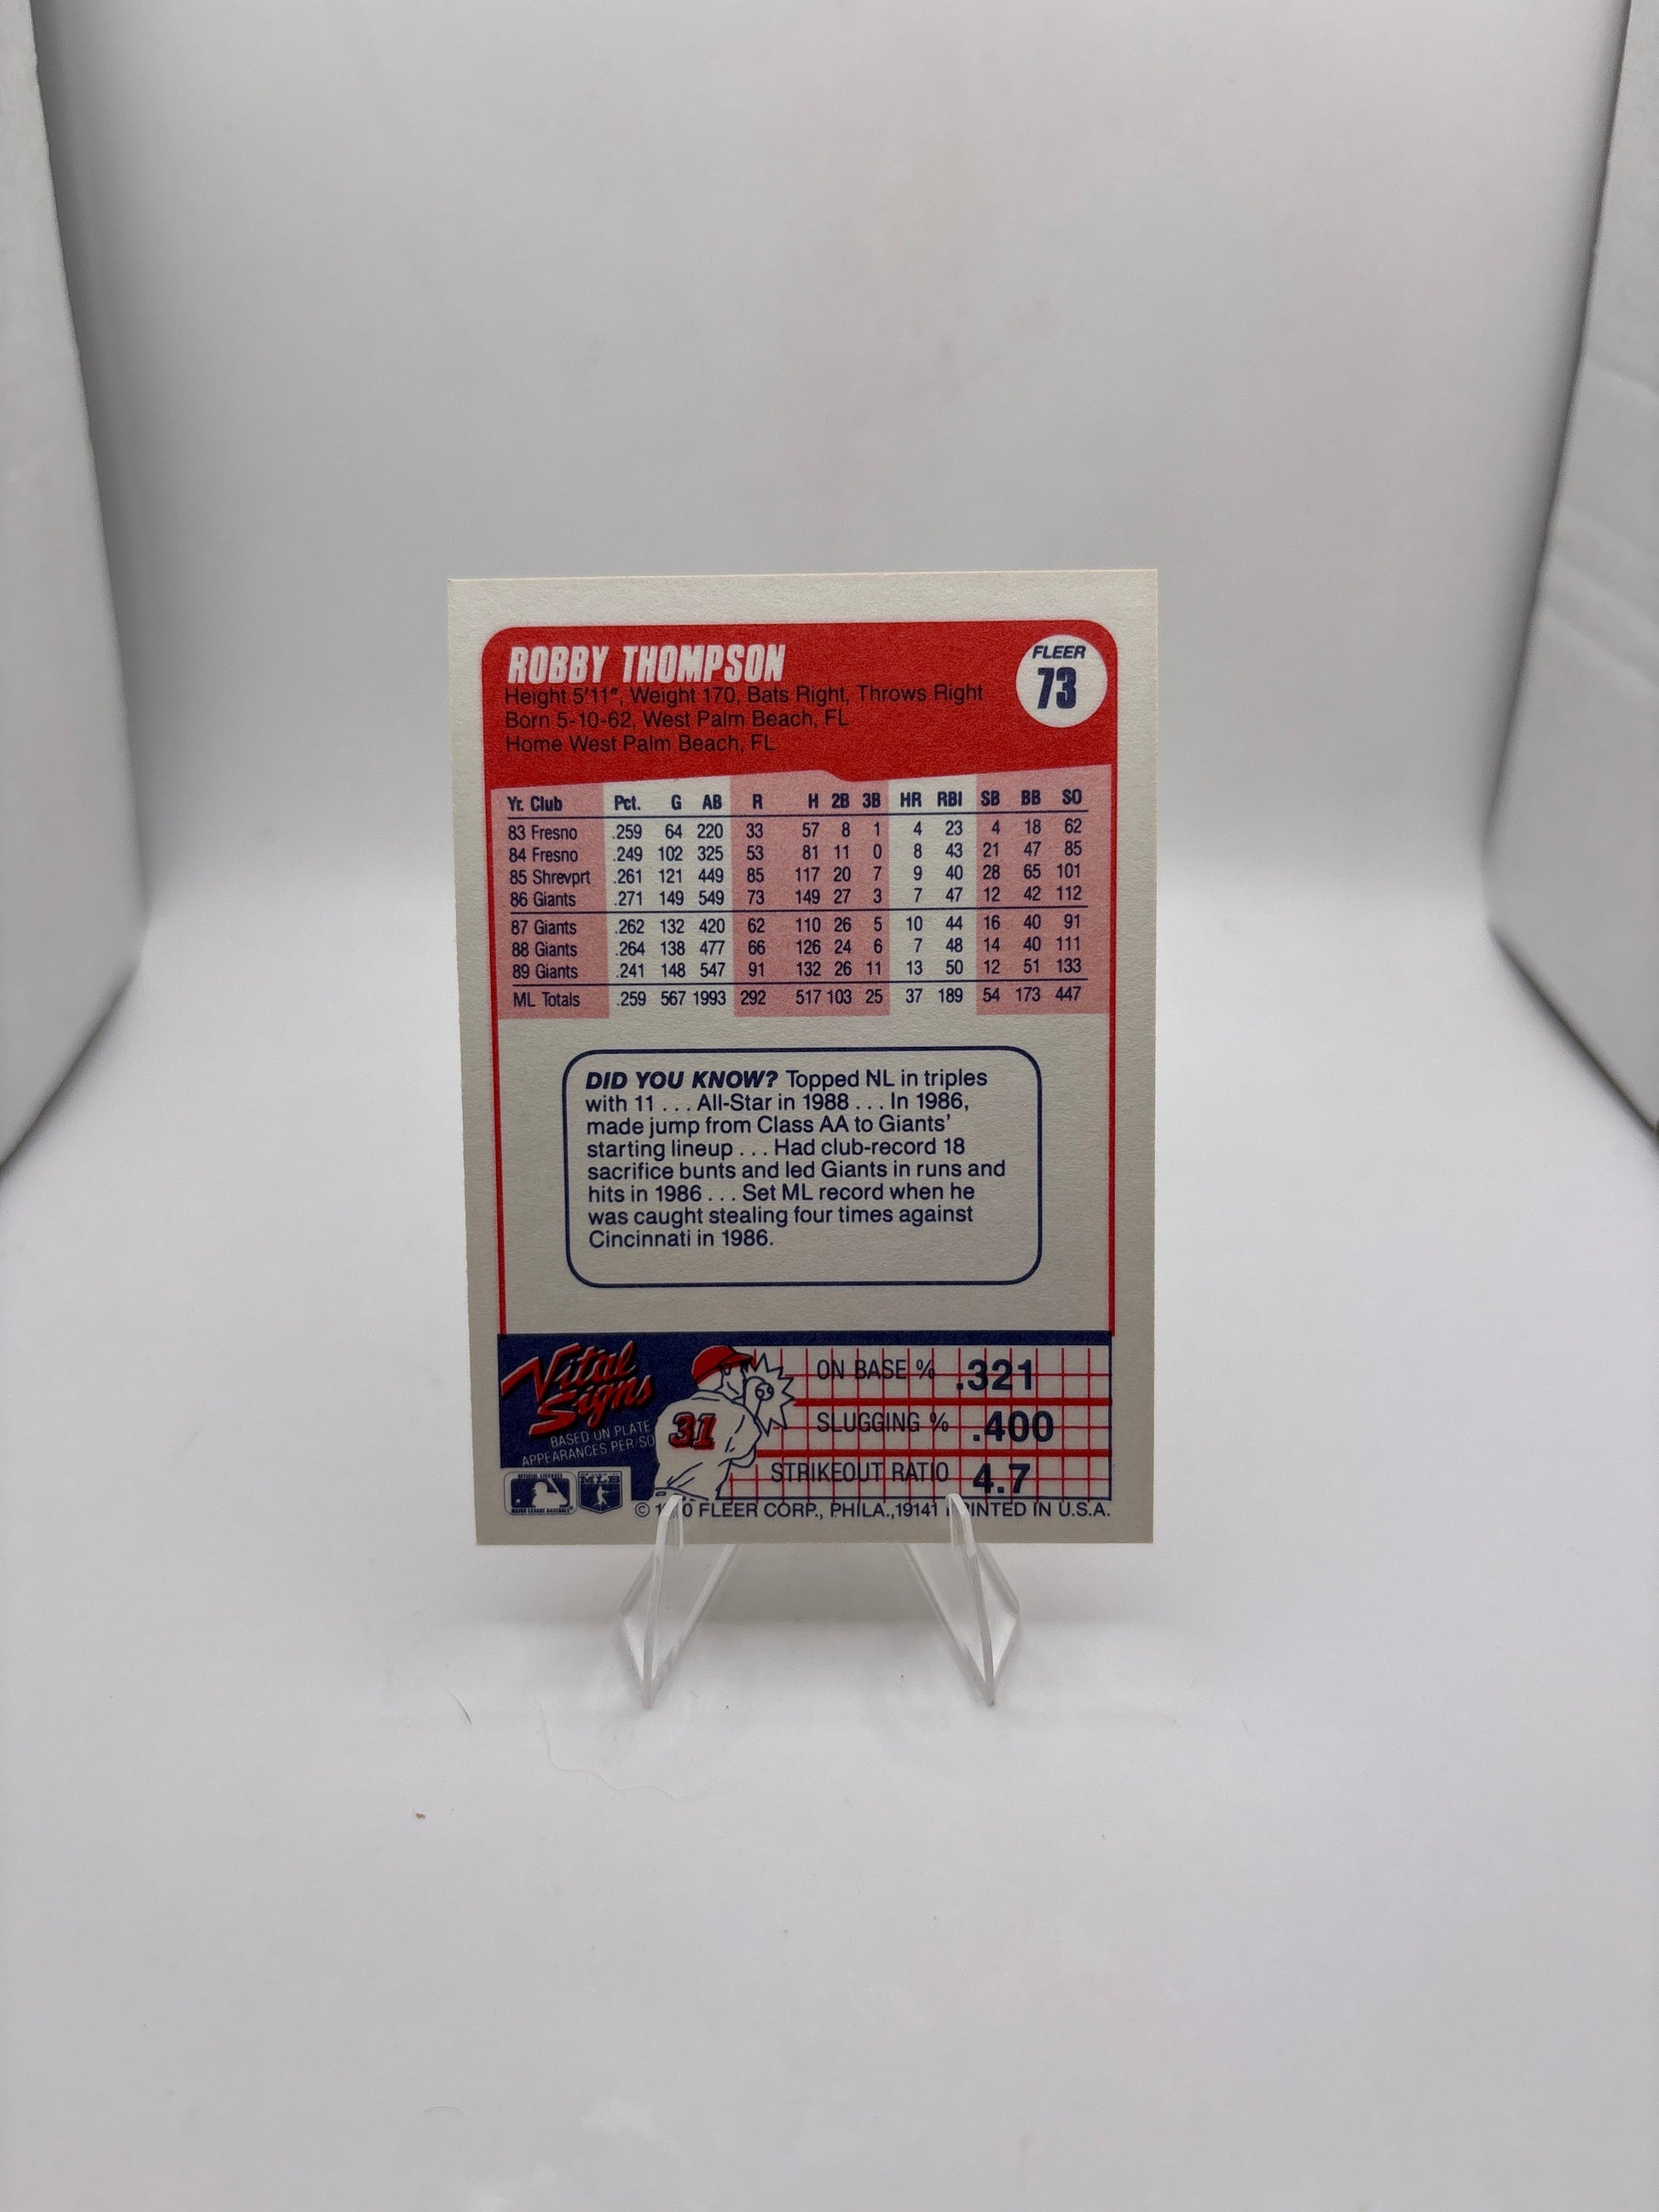 ROBBY THOMPSON
FLEER
73
Height 5'11", Weight 170, Bats Right, Throws Right
Born 5-10-62, West Palm Beach, FL
Home West Palm Beach, FL
Yr. Club Pct. G AB R H 2B 3B HR RBI SB BB SO
83 Fresno .259 64 220 33 57 8 1 4 23 4 18 62
84 Fresno .249 102 325 53 81 11 0 8 43 21 47 85
85 Shrevprt .261 121 449 85 117 20 7 9 40 28 65 101
86 Giants .271 149 549 73 149 27 3 7 47 12 42 112
87 Giants .262 132 420 62 110 26 5 10 44 16 40 91
88 Giants .264 138 477 66 126 24 6 7 48 14 40 111
89 Giants .241 148 547 91 132 26 11 13 50 12 51 133
ML Totals .259 567 1993 292 517 103 25 37 189 54 173 447
DID YOU KNOW? Topped NL in triples
with 11 . . . All-Star in 1988 . . . In 1986,
made jump from Class AA to Giants'
starting lineup . . . Had club-record 18
sacrifice bunts and led Giants in runs and
hits in 1986 . . . Set ML record when he
was caught stealing four times against
Cincinnati in 1986.
Vital
Signs
BASED ON PLATE
APPEARANCES PER/SO
31
ON BASE % .321
SLUGGING % .400
STRIKEOUT RATIO 4.7
MLB
© FLEER CORP., PHILA.,19141 IN U.S.A.